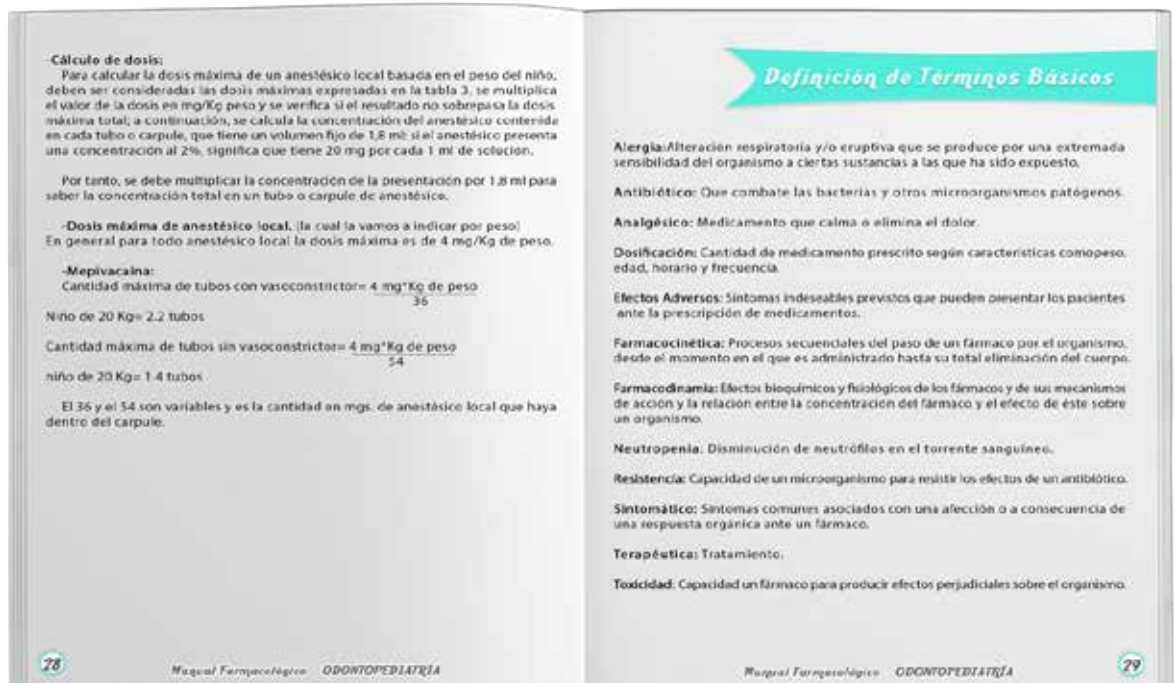 -Cálculo de dosis:
Para calcular la dosis máxima de un anestésico local basada en el peso del niño,
deben ser consideradas las dosis máximas expresadas en la tabla 3, se multiplica
el valor de la dosis en mg/Kg peso y se verifica si el resultado no sobrepasa la dosis
máxima total; a continuación, se calcula la concentración del anestésico contenida
en cada tubo o carpule, que tiene un volumen fijo de 1,8 ml; si el anestésico presenta
una concentración al 2%, significa que tiene 20 mg por cada 1 ml de solución.
Por tanto, se debe multiplicar la concentración de la presentación por 1,8 ml para
saber la concentración total en un tubo o carpule de anestésico.
-Dosis máxima de anestésico local. (la cual la vamos a indicar por peso)
En general para todo anestésico local la dosis máxima es de 4 mg/Kg de peso.
-Mepivacaina:
Cantidad máxima de tubos con vasoconstrictor= 4 mg*Kg de peso
36
Niño de 20 Kg= 2.2 tubos
Cantidad máxima de tubos sin vasoconstrictor= 4 mg*Kg de peso
54
niño de 20 Kg= 1.4 tubos
El 36 y el 54 son variables y es la cantidad en mgs. de anestésico local que haya
dentro del carpule.
28
Manual Farmacológico ODONTOPEDIATRÍA
Definición de Términos Básicos
Alergia:Alteración respiratoria y/o eruptiva que se produce por una extremada
sensibilidad del organismo a ciertas sustancias a las que ha sido expuesto.
Antibiótico: Que combate las bacterias y otros microorganismos patógenos.
Analgésico: Medicamento que calma o elimina el dolor.
Dosificación: Cantidad de medicamento prescrito según características comopeso,
edad, horario y frecuencia.
Efectos Adversos: Síntomas indeseables previstos que pueden presentar los pacientes
ante la prescripción de medicamentos.
Farmacocinética: Procesos secuenciales del paso de un fármaco por el organismo,
desde el momento en el que es administrado hasta su total eliminación del cuerpo.
Farmacodinamia: Efectos bioquímicos y fisiológicos de los fármacos y de sus mecanismos
de acción y la relación entre la concentración del fármaco y el efecto de éste sobre
un organismo.
Neutropenia: Disminución de neutrófilos en el torrente sanguíneo.
Resistencia: Capacidad de un microorganismo para resistir los efectos de un antibiótico.
Sintomático: Síntomas comunes asociados con una afección o a consecuencia de
una respuesta orgánica ante un fármaco.
Terapéutica: Tratamiento.
Toxicidad: Capacidad un fármaco para producir efectos perjudiciales sobre el organismo.
Manual Farmacológico ODONTOPEDIATRÍA
29